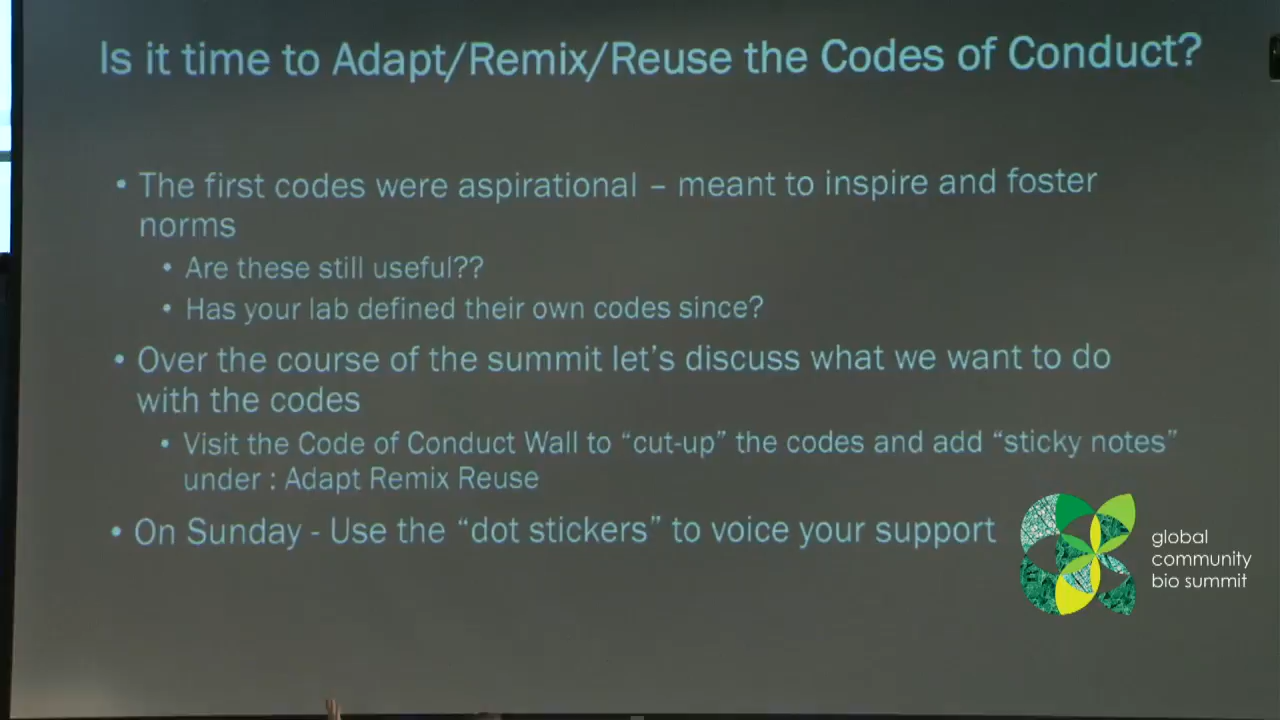 Is it time to Adapt/Remix/Reuse the Codes of Conduct?
• The first codes were aspirational – meant to inspire and foster
norms
• Are these still useful??
• Has your lab defined their own codes since?
• Over the course of the summit let's discuss what we want to do
with the codes
• Visit the Code of Conduct Wall to “cut-up” the codes and add “sticky notes”
under : Adapt Remix Reuse
• On Sunday - Use the “dot stickers” to voice your support
global
community
bio summit